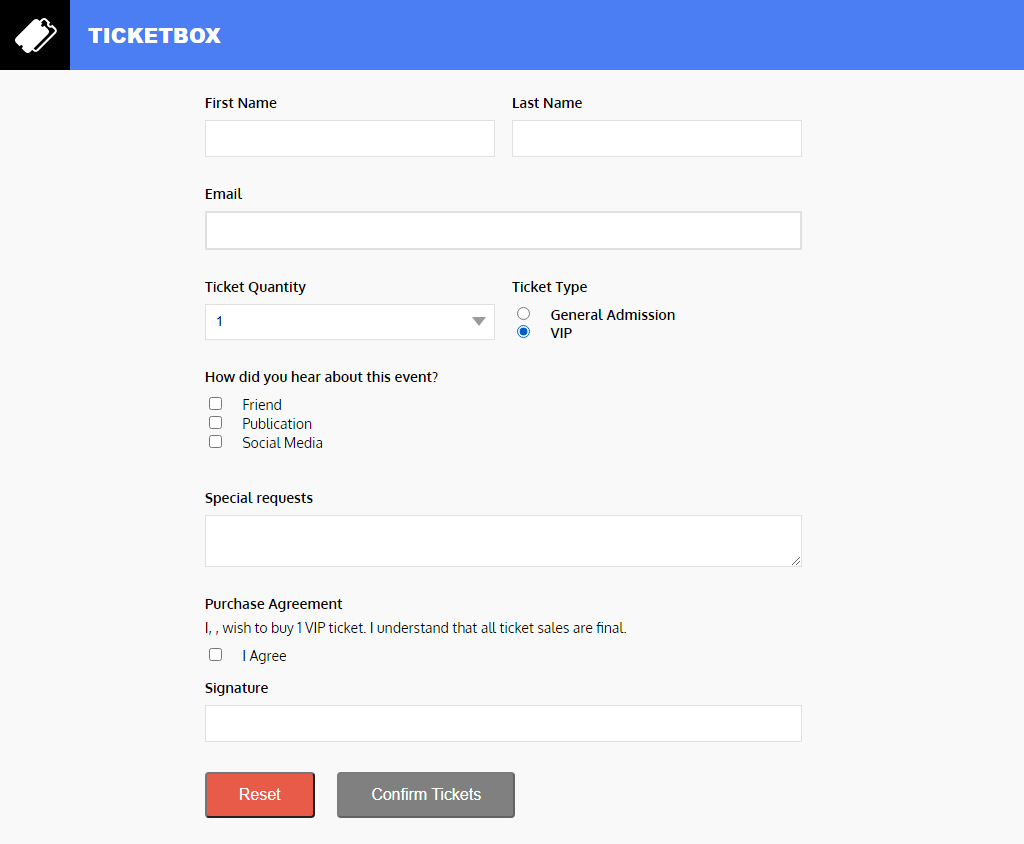 TICKETBOX
First Name Last Name
Email
Ticket Quantity Ticket Type
1 General Admission
VIP
How did you hear about this event?
Friend
Publication
Social Media
Special requests
Purchase Agreement
I, , wish to buy 1 VIP ticket. I understand that all ticket sales are final.
I Agree
Signature
Reset Confirm Tickets